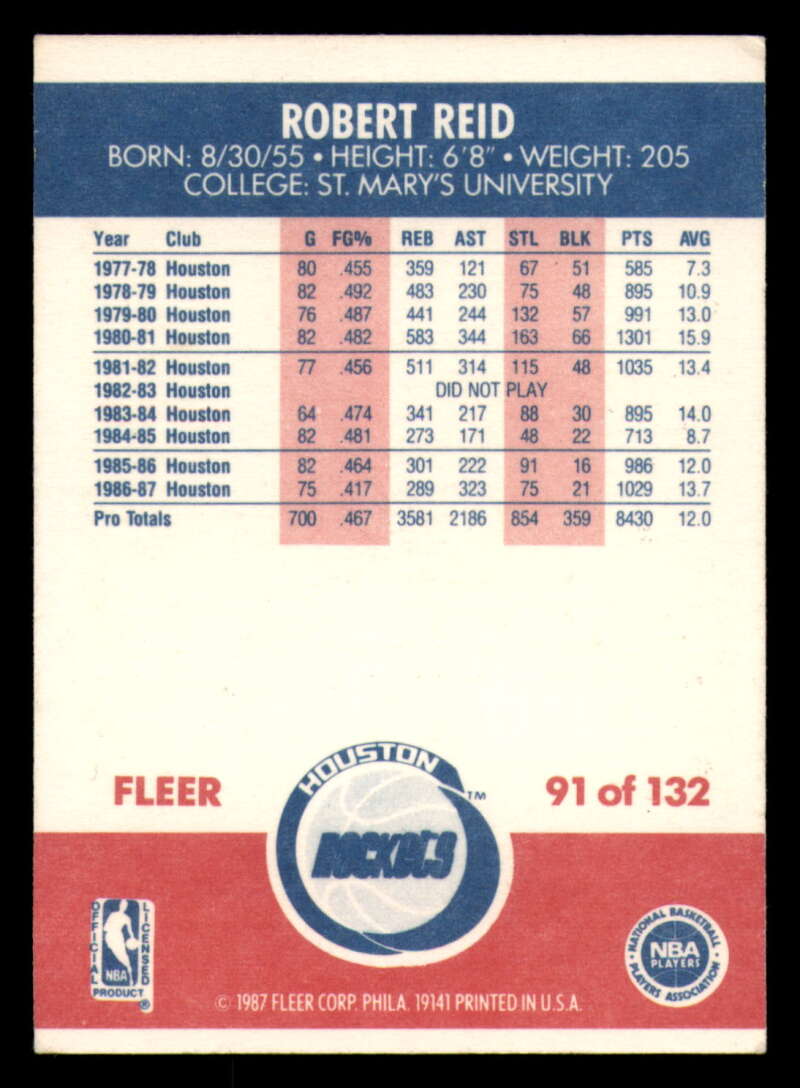 ROBERT REID
BORN: 8/30/55 • HEIGHT: 6'8" • WEIGHT: 205
COLLEGE: ST. MARY'S UNIVERSITY
Year Club G FG% REB AST STL BLK PTS AVG
1977-78 Houston 80 .455 359 121 67 51 585 7.3
1978-79 Houston 82 .492 483 230 75 48 895 10.9
1979-80 Houston 76 .487 441 244 132 57 991 13.0
1980-81 Houston 82 .482 583 344 163 66 1301 15.9
1981-82 Houston 77 .456 511 314 115 48 1035 13.4
1982-83 Houston DID NOT PLAY
1983-84 Houston 64 .474 341 217 88 30 895 14.0
1984-85 Houston 82 .481 273 171 48 22 713 8.7
1985-86 Houston 82 .464 301 222 91 16 986 12.0
1986-87 Houston 75 .417 289 323 75 21 1029 13.7
Pro Totals 700 .467 3581 2186 854 359 8430 12.0
HOUSTON
ROCKETS
TM
FLEER
91 of 132
OFFICIAL
LICENSED
NBA
PRODUCT
®
NATIONAL BASKETBALL
NBA
PLAYERS
• PLAYERS ASSOCIATION •
© 1987 FLEER CORP. PHILA. 19141 PRINTED IN U.S.A.